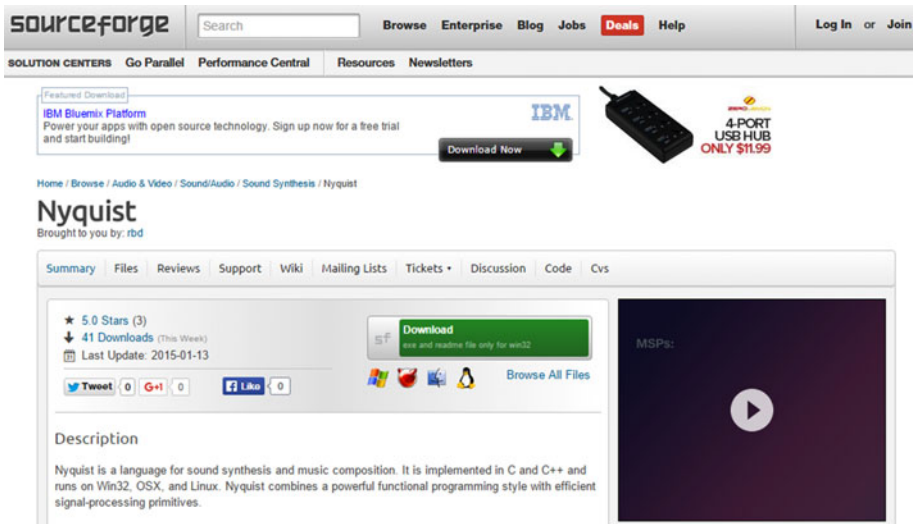 sourceforge Search Browse Enterprise Blog Jobs Deals Help Log In or Join
SOLUTION CENTERS Go Parallel Performance Central Resources Newsletters
Featured Download
IBM Bluemix Platform
Power your apps with open source technology. Sign up now for a free trial
and start building!
IBM
Download Now
4-PORT
USB HUB
ONLY $11.99
Home / Browse / Audio & Video / Sound/Audio / Sound Synthesis / Nyquist
Nyquist
Brought to you by: rbd
Summary Files Reviews Support Wiki Mailing Lists Tickets Discussion Code Cvs
5.0 Stars (3)
41 Downloads (This Week)
Last Update: 2015-01-13
Tweet 0 G+1 0 Like 0
sf Download
exe and readme file only for win32
Browse All Files
MSPs:
Description
Nyquist is a language for sound synthesis and music composition. It is implemented in C and C++ and
runs on Win32, OSX, and Linux. Nyquist combines a powerful functional programming style with efficient
signal-processing primitives.